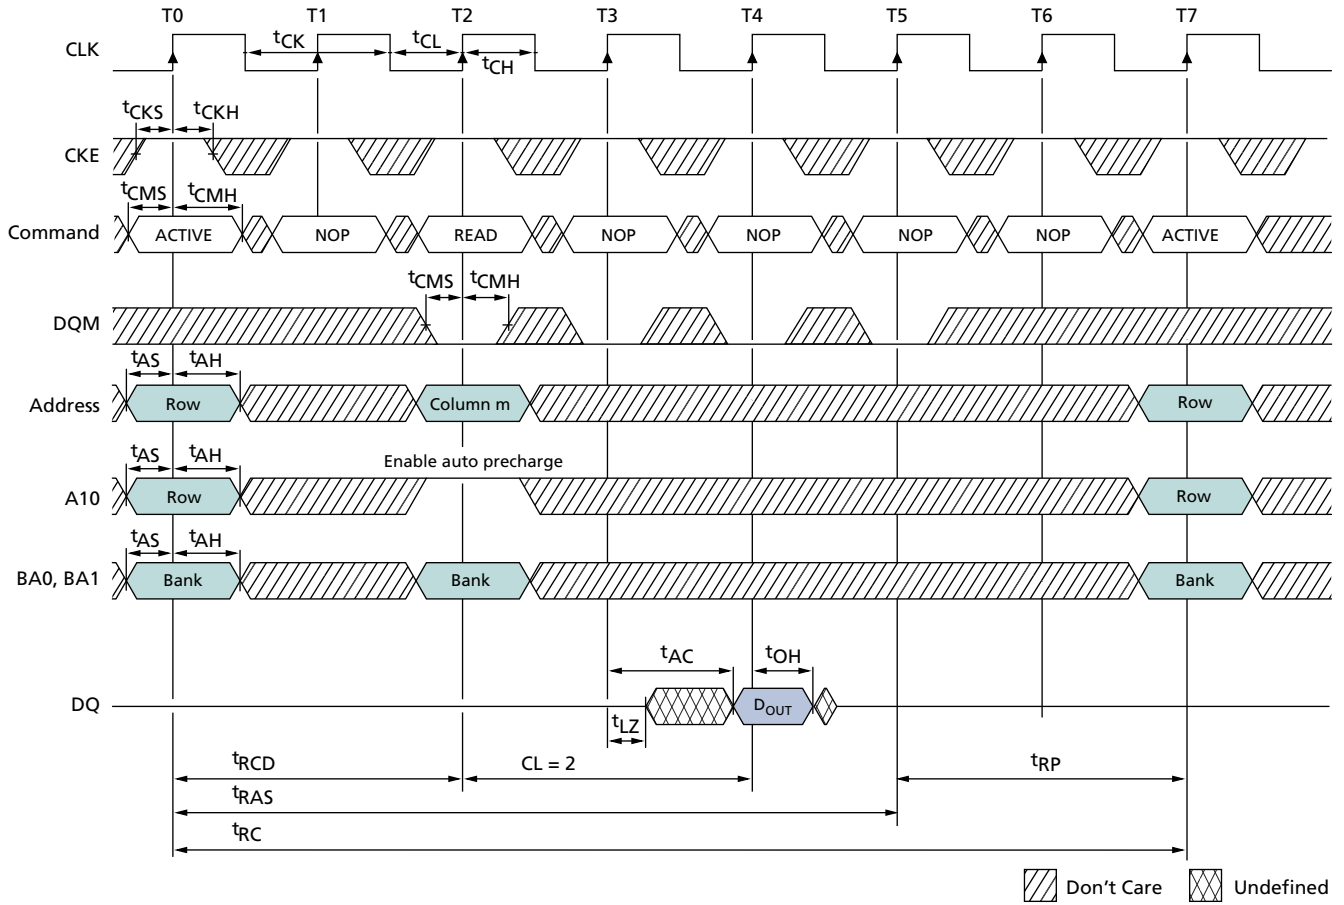 T0 T1 T2 T3 T4 T5 T6 T7
CLK
tCK tCL
tCH
tCKS tCKH
CKE
tCMS tCMH
Command ACTIVE NOP READ NOP NOP NOP NOP ACTIVE
tCMS tCMH
DQM
tAS tAH
Address Row Column m Row
tAS tAH
Enable auto precharge
A10 Row Row
tAS tAH
BA0, BA1 Bank Bank Bank
tAC tOH
DQ DOUT
tLZ
tRCD CL = 2 tRP
tRAS
tRC
Don't Care Undefined